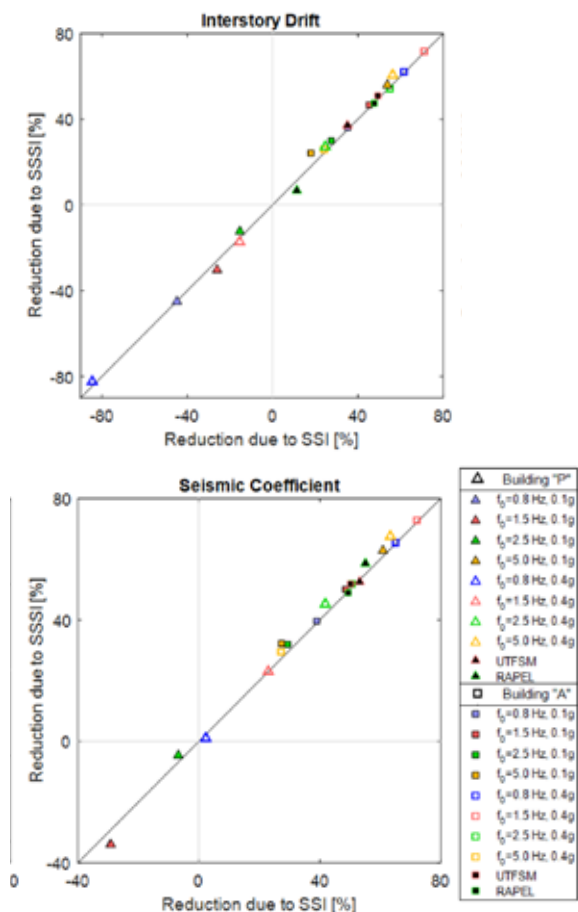 Interstory Drift
80
40
0
-40
-80
Reduction due to SSSI [%]
-80 -40 0 40 80
Reduction due to SSI [%]
Seismic Coefficient
80
40
0
-40
Reduction due to SSSI [%]
0 -40 0 40 80
Reduction due to SSI [%]
Building "P"
f₀=0.8 Hz, 0.1g
f₀=1.5 Hz, 0.1g
f₀=2.5 Hz, 0.1g
f₀=5.0 Hz, 0.1g
f₀=0.8 Hz, 0.4g
f₀=1.5 Hz, 0.4g
f₀=2.5 Hz, 0.4g
f₀=5.0 Hz, 0.4g
UTFSM
RAPEL
Building "A"
f₀=0.8 Hz, 0.1g
f₀=1.5 Hz, 0.1g
f₀=2.5 Hz, 0.1g
f₀=5.0 Hz, 0.1g
f₀=0.8 Hz, 0.4g
f₀=1.5 Hz, 0.4g
f₀=2.5 Hz, 0.4g
f₀=5.0 Hz, 0.4g
UTFSM
RAPEL